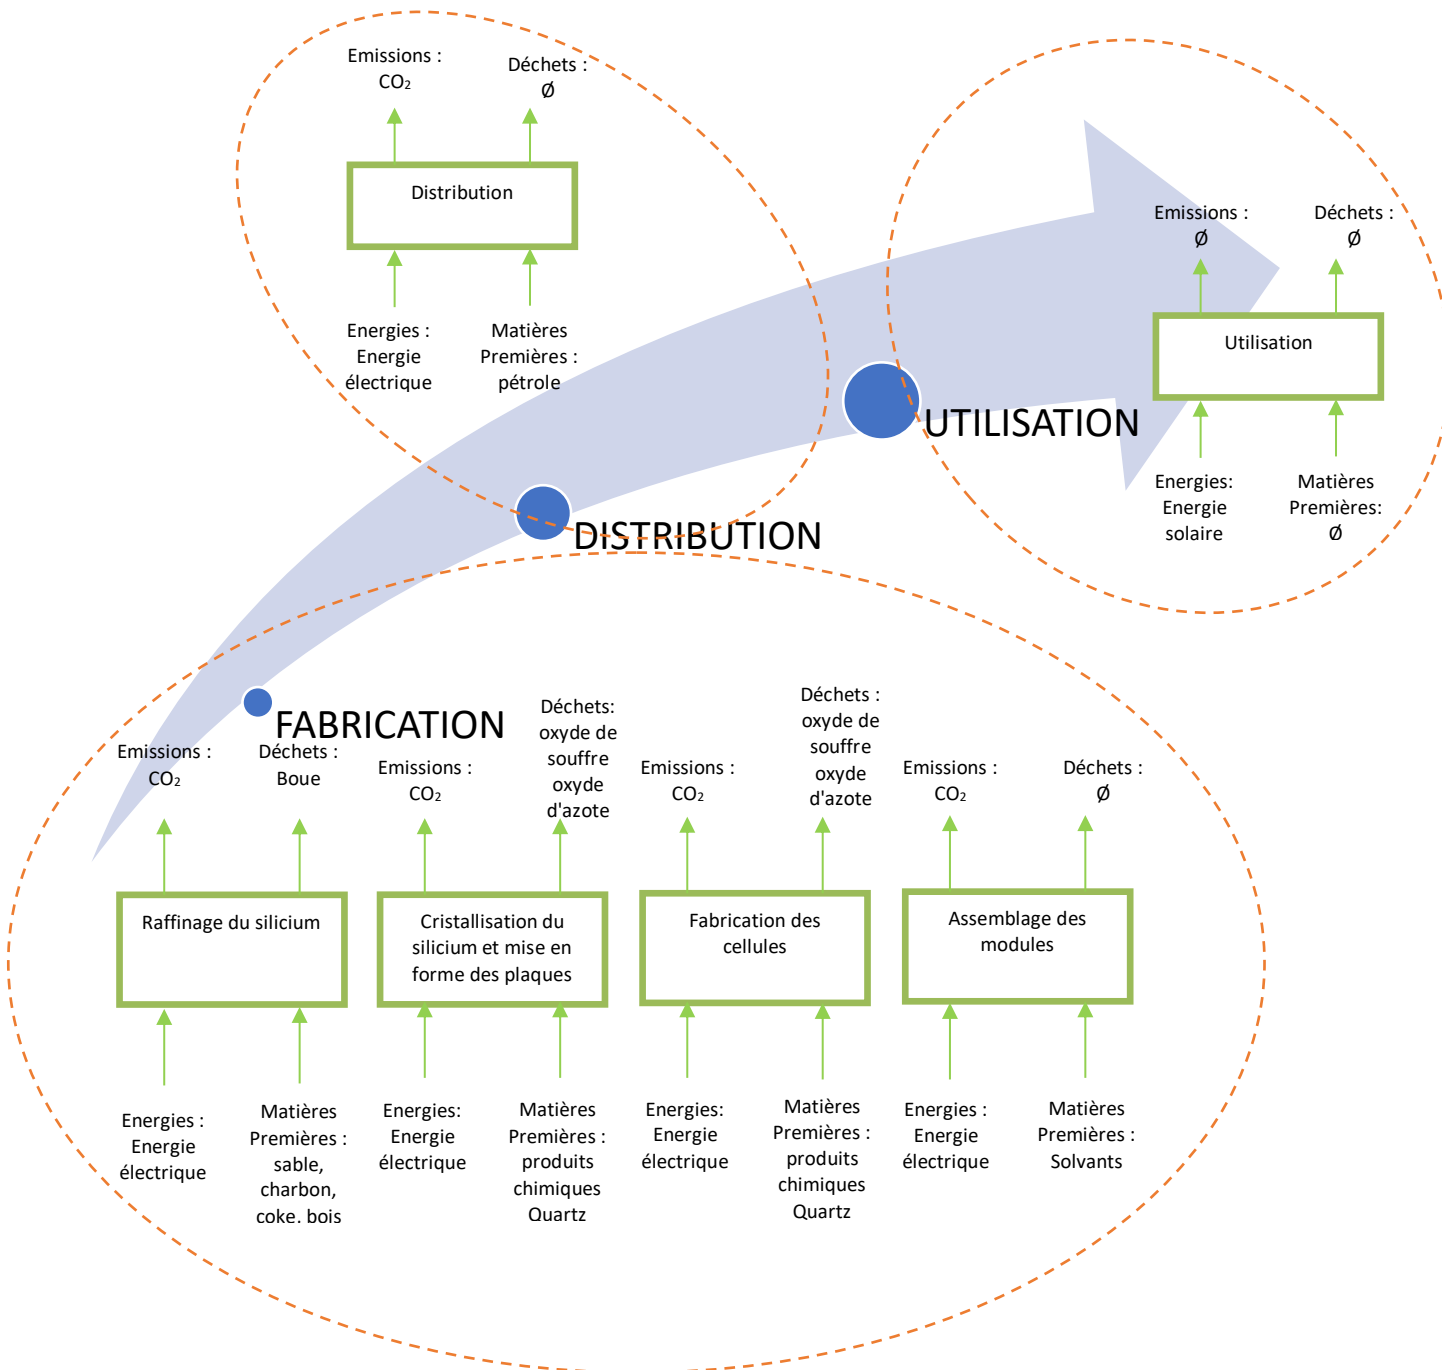 Emissions :
CO₂
Déchets :
Ø
Distribution
Energies :
Energie
électrique
Matières
Premières :
pétrole
Emissions :
Ø
Déchets :
Ø
Utilisation
Energies:
Energie
solaire
Matières
Premières:
Ø
UTILISATION
DISTRIBUTION
FABRICATION
Emissions :
CO₂
Déchets :
Boue
Raffinage du silicium
Energies :
Energie
électrique
Matières
Premières :
sable,
charbon,
coke, bois
Emissions :
CO₂
Déchets:
oxyde de
souffre
oxyde
d'azote
Cristallisation du
silicium et mise en
forme des plaques
Energies:
Energie
électrique
Matières
Premières :
produits
chimiques
Quartz
Emissions :
CO₂
Déchets :
oxyde de
souffre
oxyde
d'azote
Fabrication des
cellules
Energies:
Energie
électrique
Matières
Premières :
produits
chimiques
Quartz
Emissions :
CO₂
Déchets :
Ø
Assemblage des
modules
Energies :
Energie
électrique
Matières
Premières :
Solvants